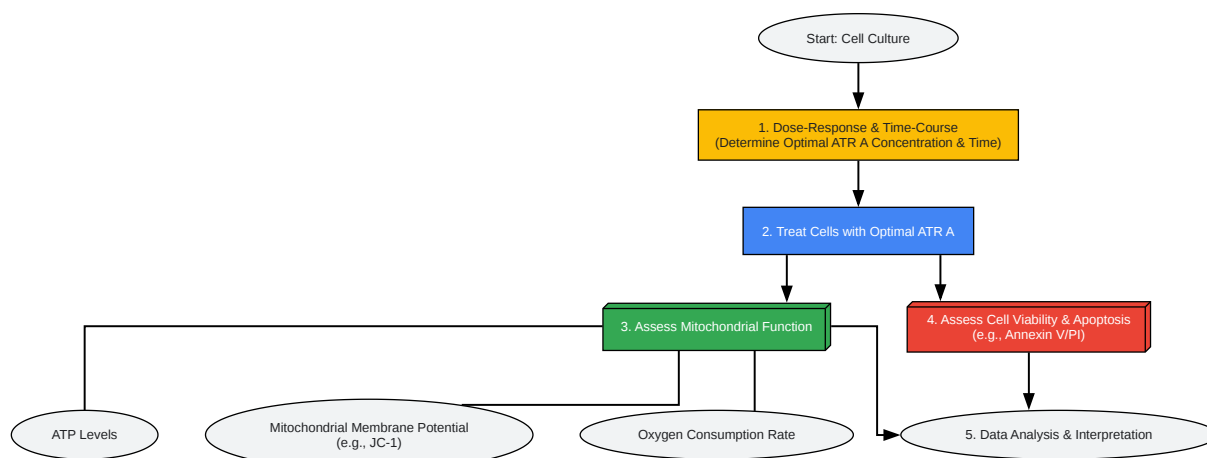 Start: Cell Culture
1. Dose-Response & Time-Course
(Determine Optimal ATR A Concentration & Time)
2. Treat Cells with Optimal ATR A
3. Assess Mitochondrial Function
4. Assess Cell Viability & Apoptosis
(e.g., Annexin V/PI)
ATP Levels
Mitochondrial Membrane Potential
(e.g., JC-1)
Oxygen Consumption Rate
5. Data Analysis & Interpretation